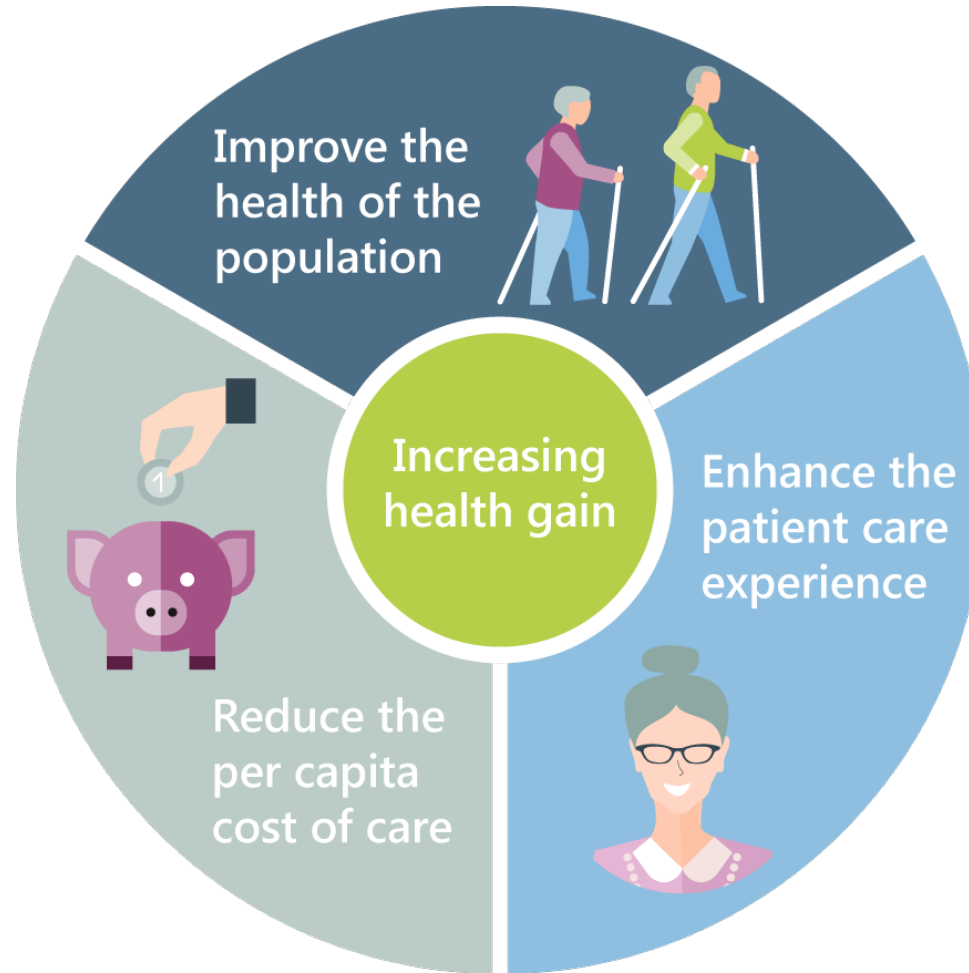 Improve the
health of the
population
Increasing
health gain
Enhance the
patient care
experience
1
Reduce the
per capita
cost of care